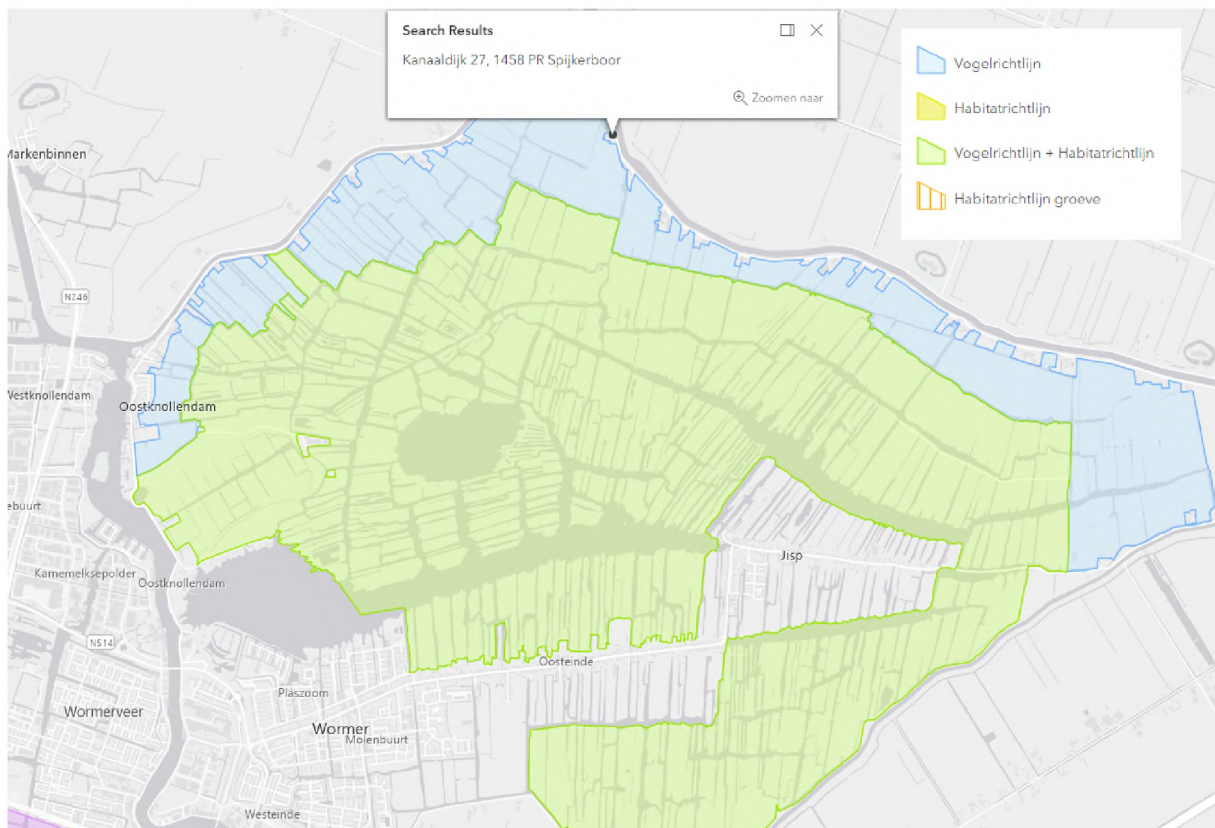 Search Results
Kanaaldijk 27, 1458 PR Spijkerboor
Zoomen naar
Vogelrichtlijn
Habitatrichtlijn
Vogelrichtlijn + Habitatrichtlijn
Habitatrichtlijn groeve
Markenbinnen
N246
Westknollendam
Oostknollendam
ebuurt
Jisp
Karnemelksepolder
Oostknollendam
N514
Oosteinde
Plaszoom
Wormerveer
Wormer
Molenbuurt
Westeinde